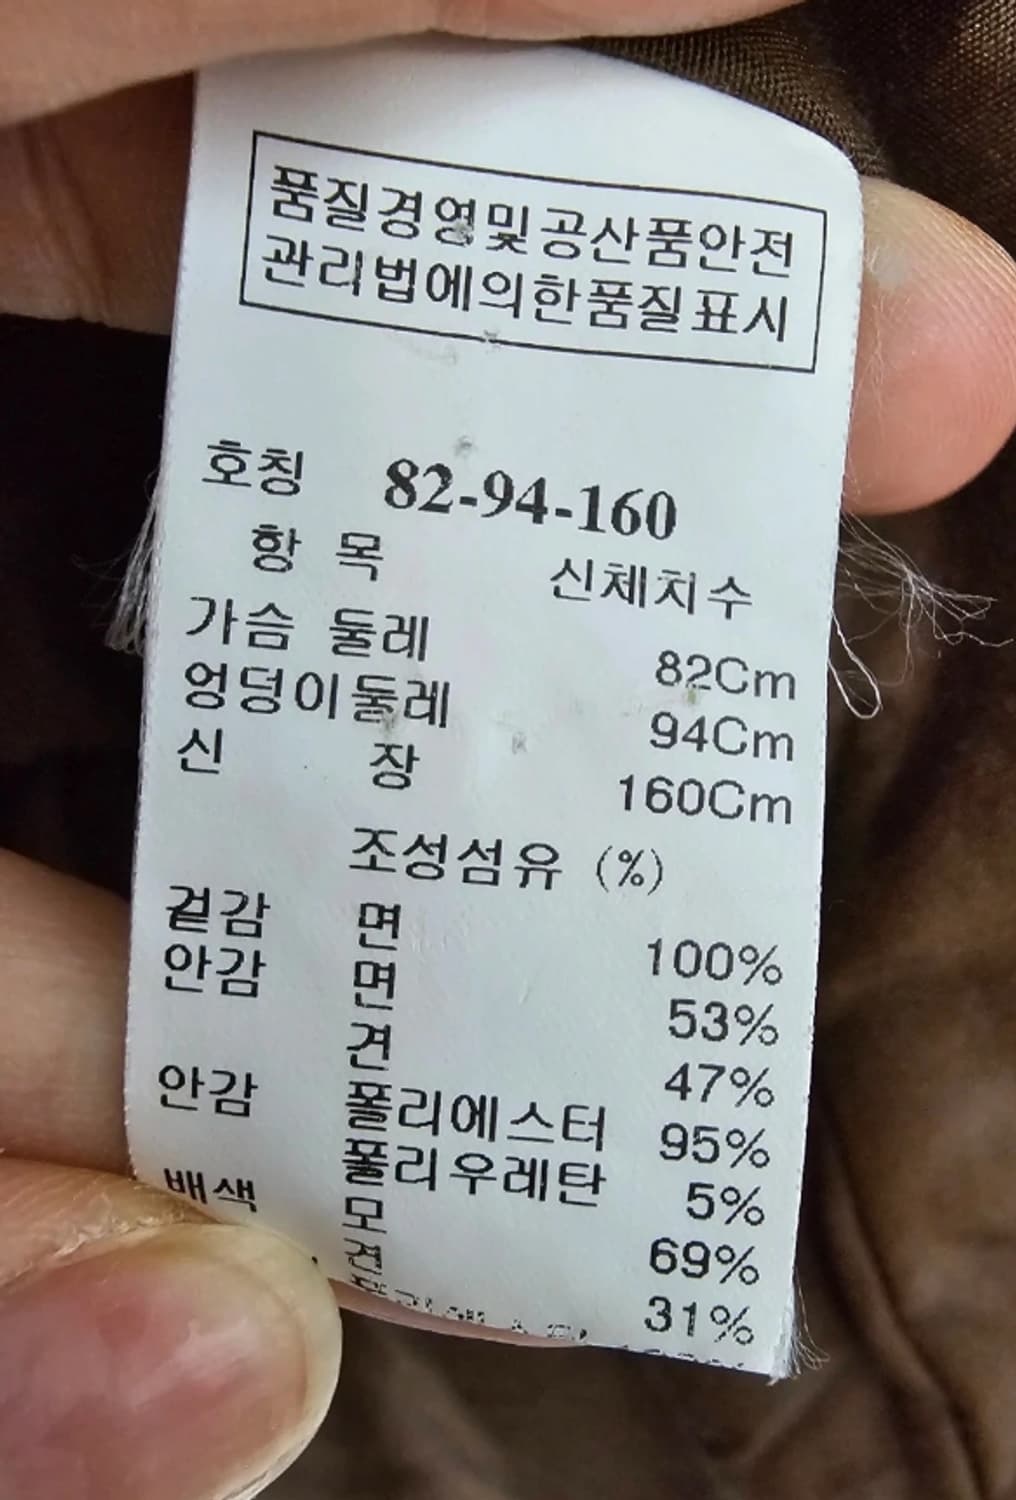 품질경영및공산품안전
관리법에의한품질표시
호칭 82-94-160
항 목 신체치수
가슴 둘레 82Cm
엉덩이둘레 94Cm
신 장 160Cm
조성섬유 (%)
겉감 면 100%
안감 면 53%
견 47%
안감 폴리에스터 95%
폴리우레탄 5%
배색 모 69%
견 31%